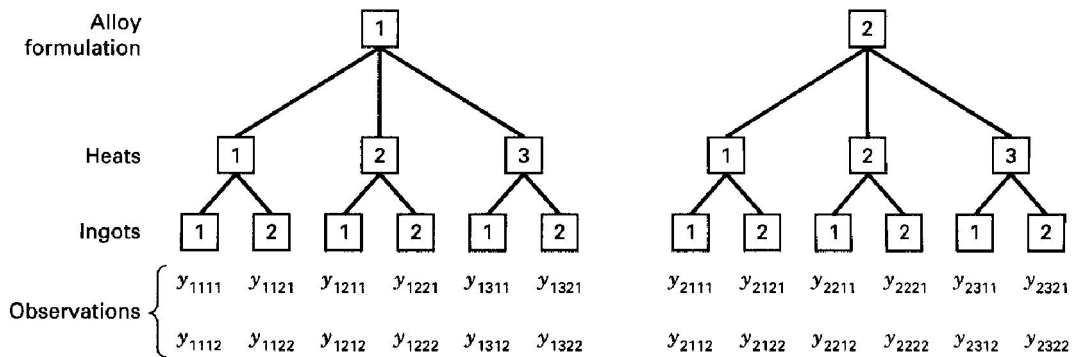 Alloy
formulation
1 2
Heats 1 2 3 1 2 3
Ingots 1 2 1 2 1 2 1 2 1 2 1 2
y1111 y1121 y1211 y1221 y1311 y1321 y2111 y2121 y2211 y2221 y2311 y2321
Observations
y1112 y1122 y1212 y1222 y1312 y1322 y2112 y2122 y2212 y2222 y2312 y2322